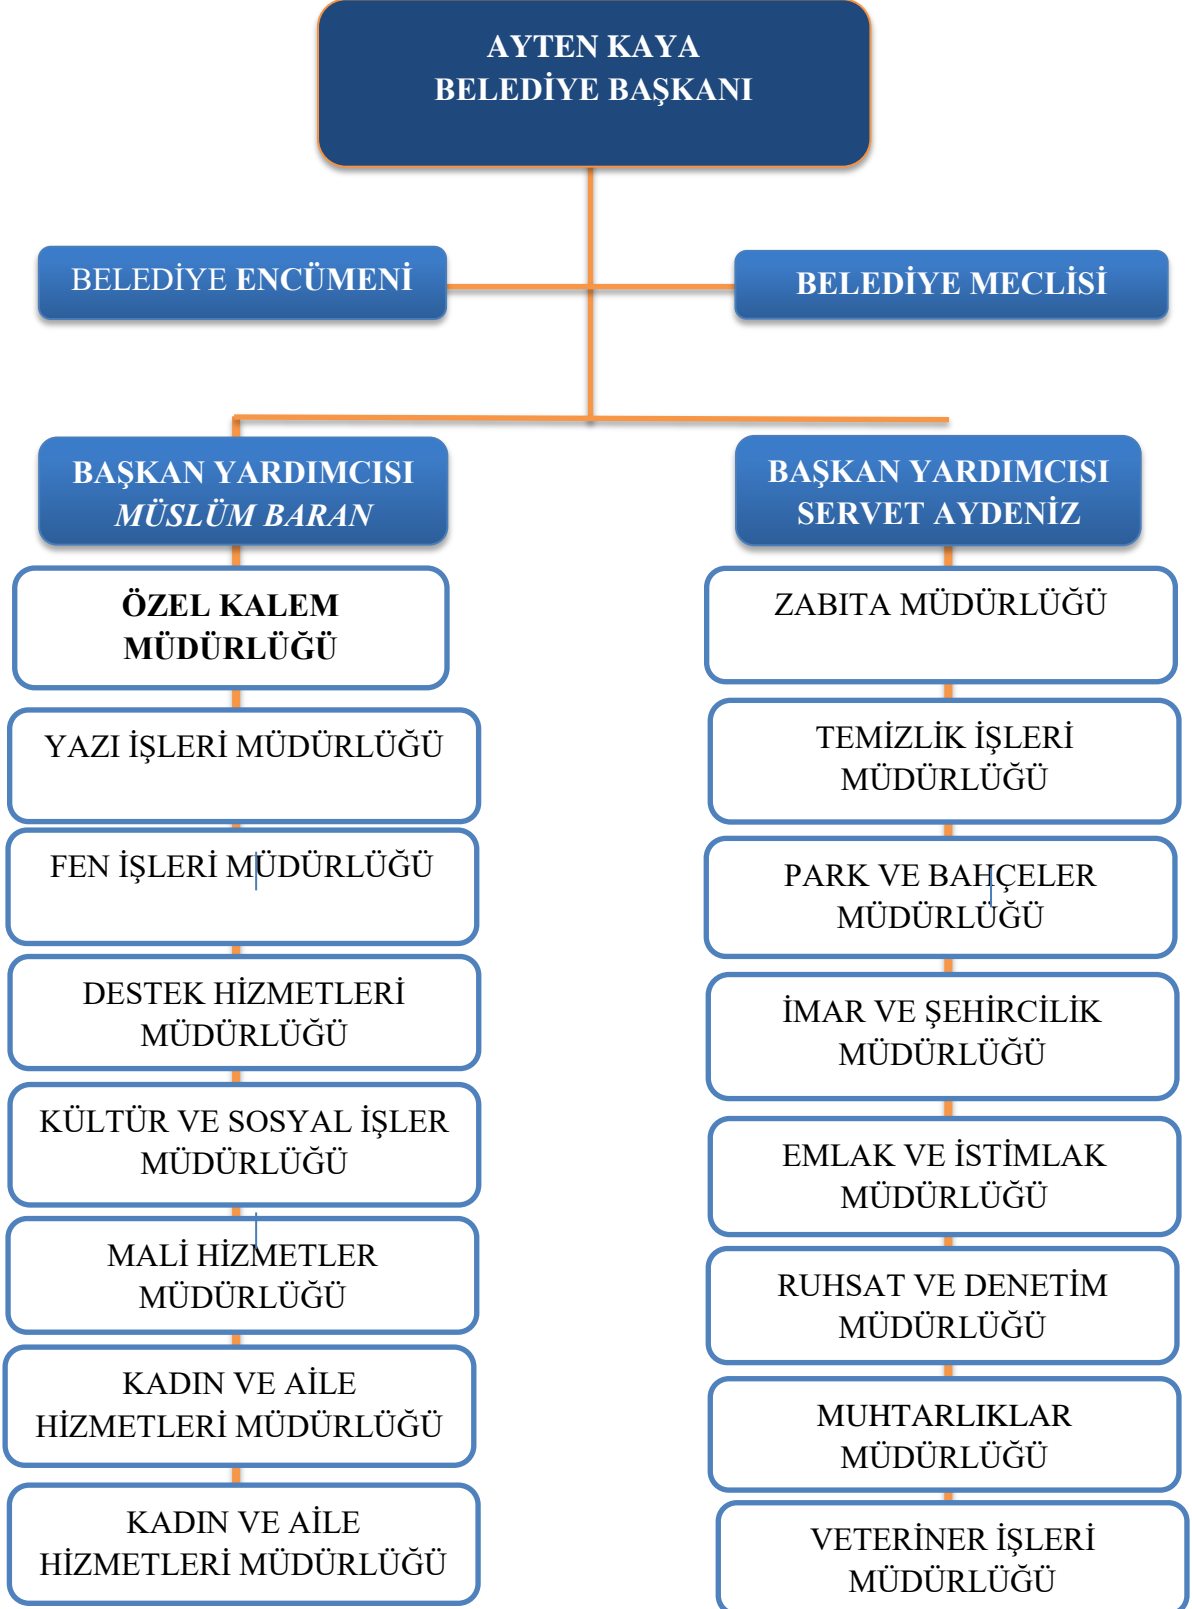 AYTEN KAYA
BELEDİYE BAŞKANI
BELEDİYE ENCÜMENİ
BELEDİYE MECLİSİ
BAŞKAN YARDIMCISI
MÜSLÜM BARAN
ÖZEL KALEM
MÜDÜRLÜĞÜ
YAZI İŞLERİ MÜDÜRLÜĞÜ
FEN İŞLERİ MÜDÜRLÜĞÜ
DESTEK HİZMETLERİ
MÜDÜRLÜĞÜ
KÜLTÜR VE SOSYAL İŞLER
MÜDÜRLÜĞÜ
MALİ HİZMETLER
MÜDÜRLÜĞÜ
KADIN VE AİLE
HİZMETLERİ MÜDÜRLÜĞÜ
KADIN VE AİLE
HİZMETLERİ MÜDÜRLÜĞÜ
BAŞKAN YARDIMCISI
SERVET AYDENİZ
ZABITA MÜDÜRLÜĞÜ
TEMİZLİK İŞLERİ
MÜDÜRLÜĞÜ
PARK VE BAHÇELER
MÜDÜRLÜĞÜ
İMAR VE ŞEHİRCİLİK
MÜDÜRLÜĞÜ
EMLAK VE İSTİMLAK
MÜDÜRLÜĞÜ
RUHSAT VE DENETİM
MÜDÜRLÜĞÜ
MUHTARLIKLAR
MÜDÜRLÜĞÜ
VETERİNER İŞLERİ
MÜDÜRLÜĞÜ